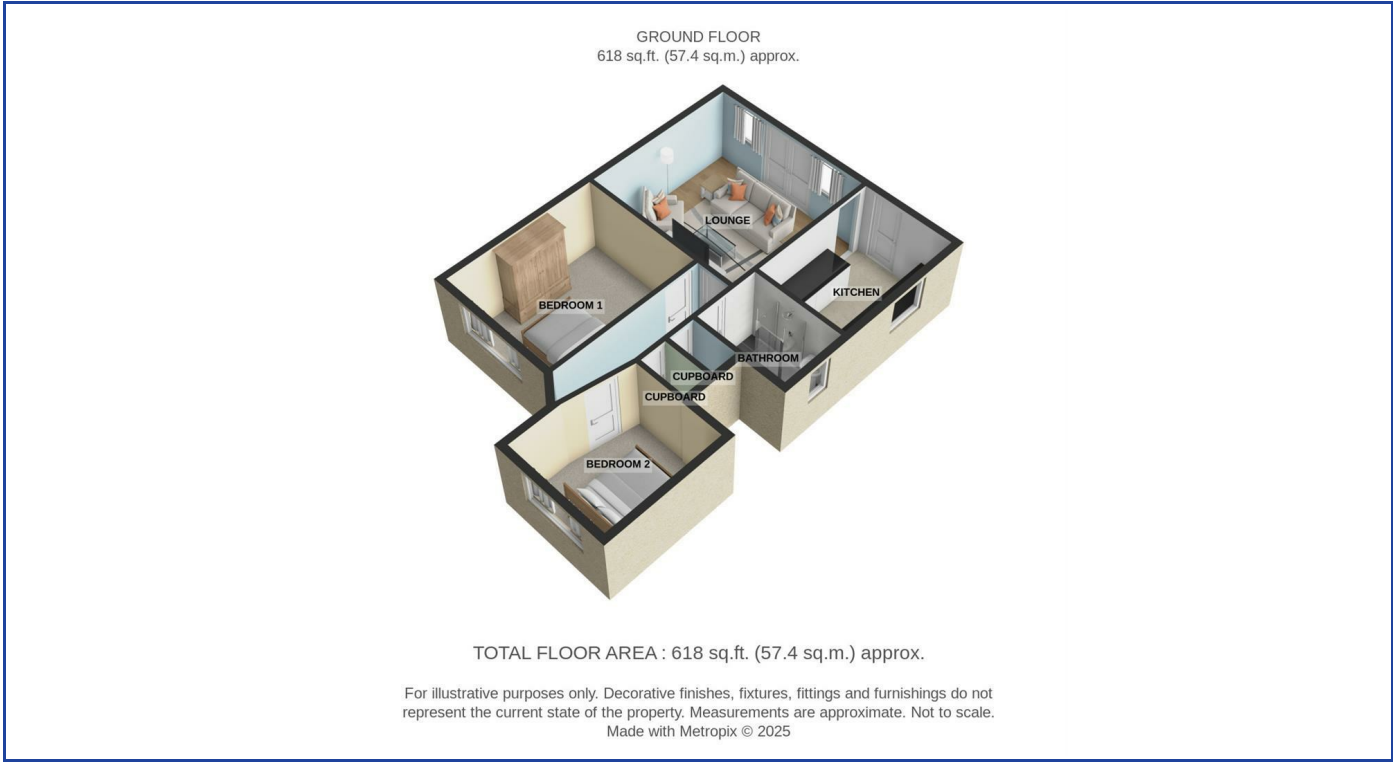 GROUND FLOOR
618 sq.ft. (57.4 sq.m.) approx.
LOUNGE
KITCHEN
BEDROOM 1
BATHROOM
CUPBOARD
CUPBOARD
BEDROOM 2
TOTAL FLOOR AREA : 618 sq.ft. (57.4 sq.m.) approx.
For illustrative purposes only. Decorative finishes, fixtures, fittings and furnishings do not
represent the current state of the property. Measurements are approximate. Not to scale.
Made with Metropix © 2025